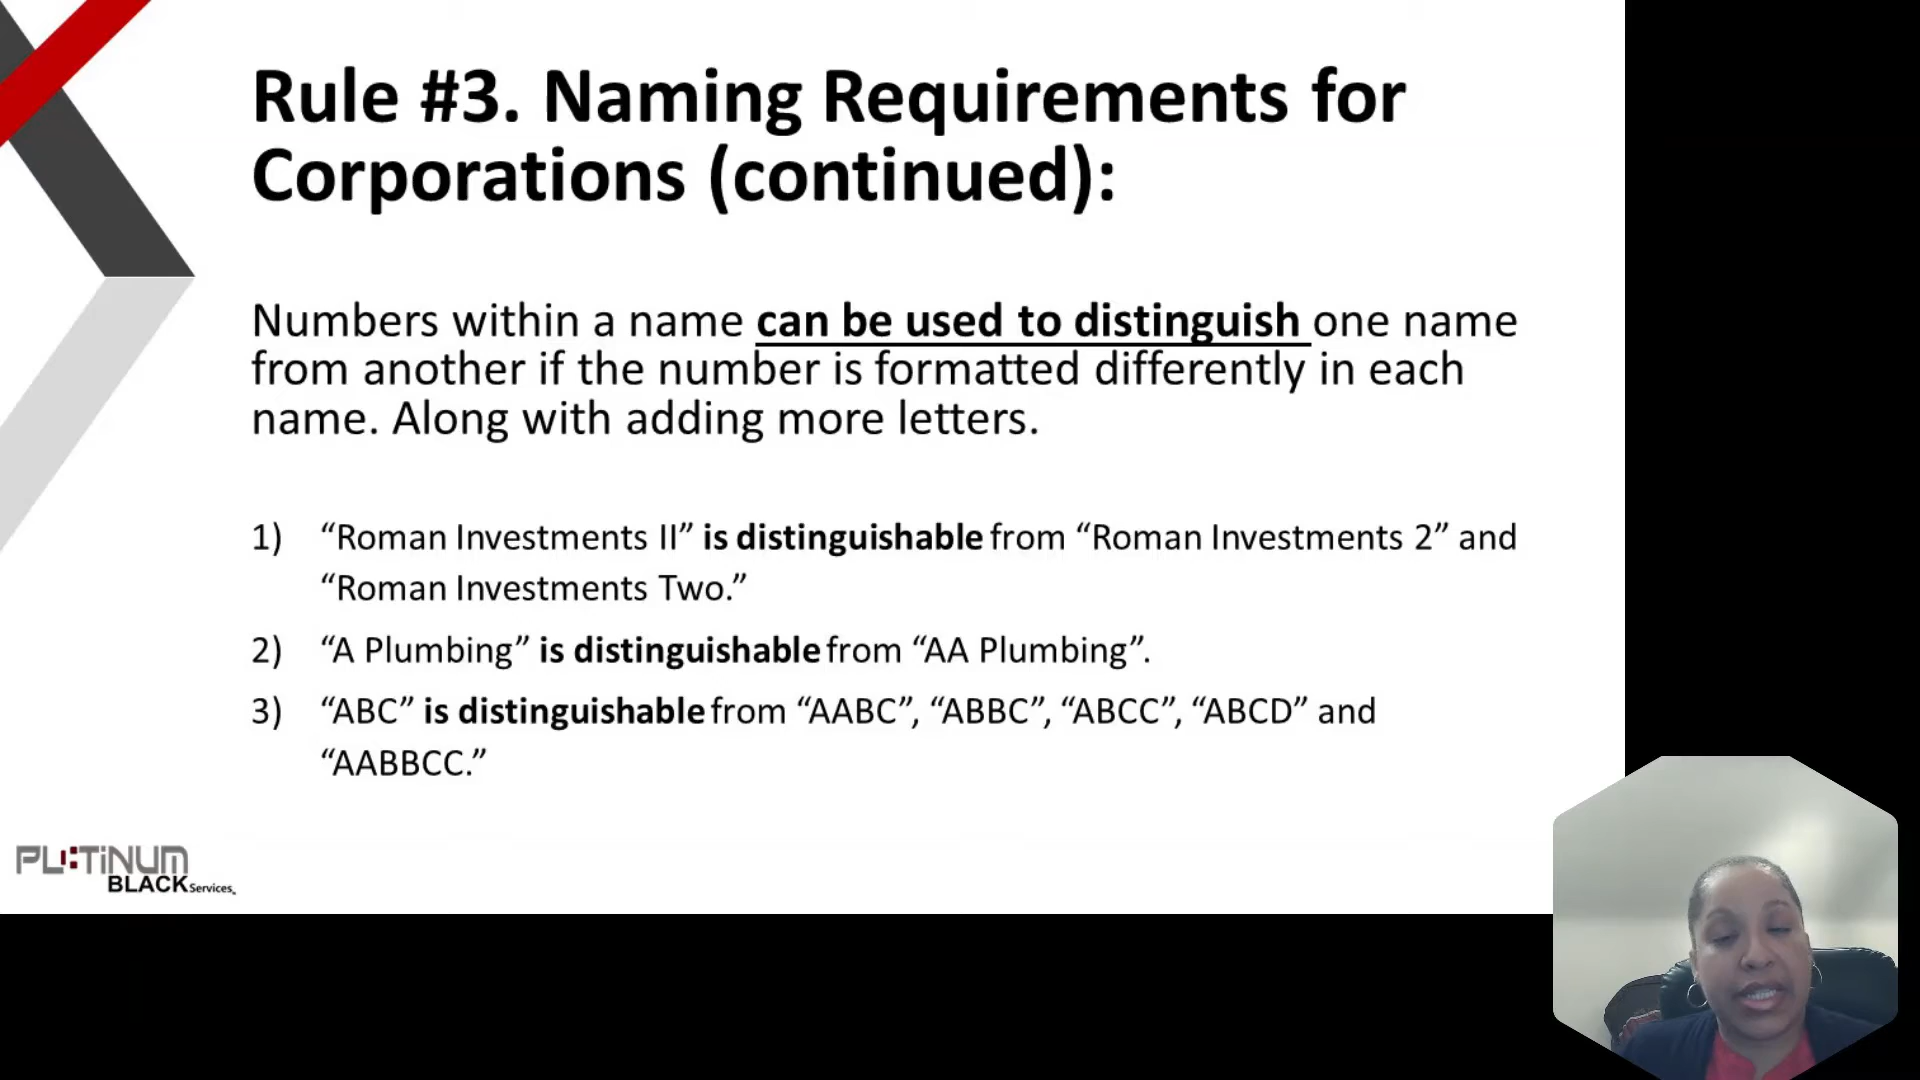 Rule #3. Naming Requirements for
Corporations (continued):
Numbers within a name can be used to distinguish one name
from another if the number is formatted differently in each
name. Along with adding more letters.
1) “Roman Investments II” is distinguishable from “Roman Investments 2” and
“Roman Investments Two.”
2) “A Plumbing” is distinguishable from “AA Plumbing”.
3) “ABC” is distinguishable from “AABC”, “ABBC”, “ABCC”, “ABCD” and
“AABBCC.”
PLATiNUM
BLACK Services